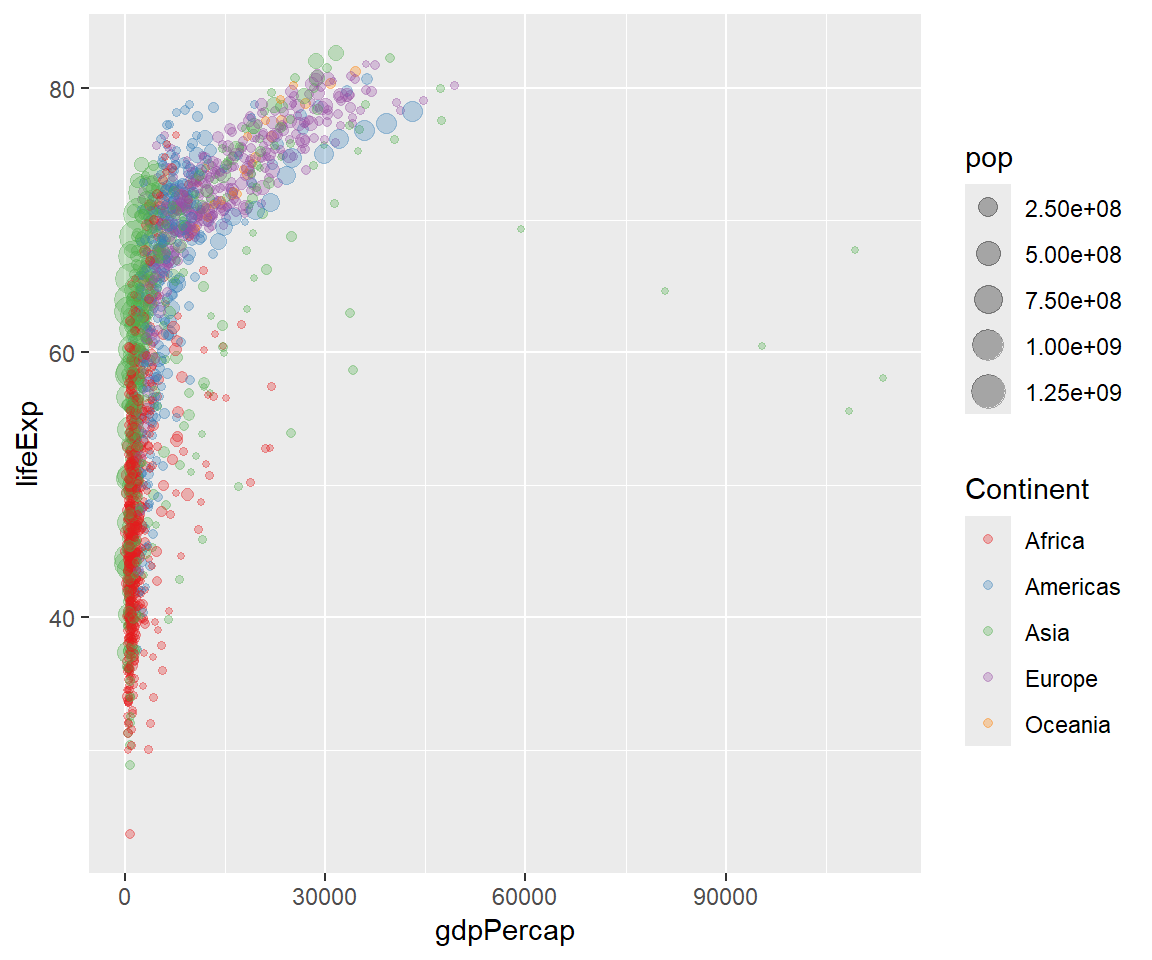 80
60
40
lifeExp
0 30000 60000 90000
gdpPercap
pop
2.50e+08
5.00e+08
7.50e+08
1.00e+09
1.25e+09
Continent
Africa
Americas
Asia
Europe
Oceania